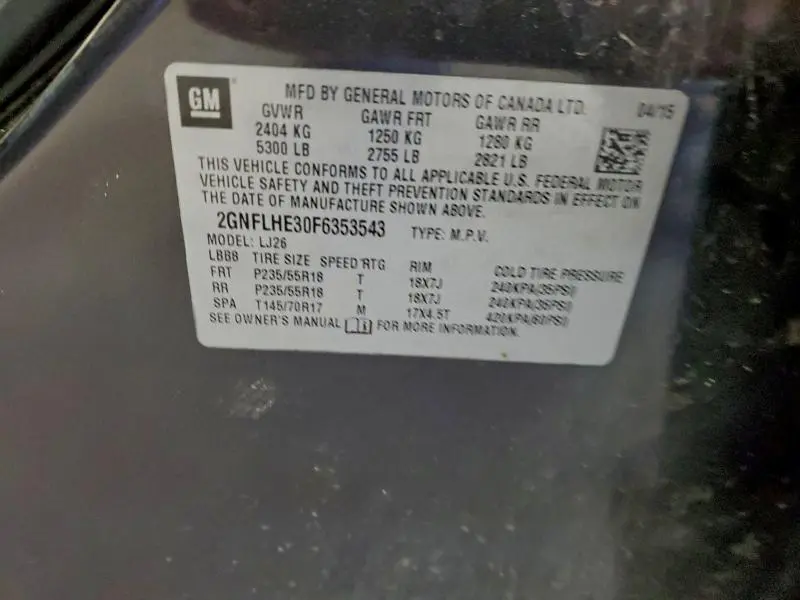 GM
MFD BY GENERAL MOTORS OF CANADA LTD. 04/15
GVWR GAWR FRT GAWR RR
2404 KG 1250 KG 1280 KG
5300 LB 2755 LB 2821 LB
THIS VEHICLE CONFORMS TO ALL APPLICABLE U.S. FEDERAL MOTOR
VEHICLE SAFETY AND THEFT PREVENTION STANDARDS IN EFFECT ON
THE DATE OF MANUFACTURE SHOWN ABOVE.
2GNFLHE30F6353543 TYPE: M.P.V.
MODEL: LJ26
LBBB TIRE SIZE SPEED RTG RIM COLD TIRE PRESSURE
FRT P235/55R18 T 18X7J 240KPA(35PSI)
RR P235/55R18 T 18X7J 240KPA(35PSI)
SPA T145/70R17 M 17X4.5T 420KPA(60PSI)
SEE OWNER'S MANUAL FOR MORE INFORMATION.